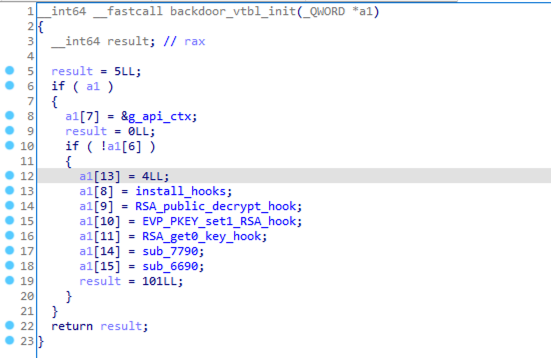 1 __int64 __fastcall backdoor_vtbl_init(_QWORD *a1)
2 {
3 __int64 result; // rax
4
5 result = 5LL;
6 if ( a1 )
7 {
8 a1[7] = &g_api_ctx;
9 result = 0LL;
10 if ( !a1[6] )
11 {
12 a1[13] = 4LL;
13 a1[8] = install_hooks;
14 a1[9] = RSA_public_decrypt_hook;
15 a1[10] = EVP_PKEY_set1_RSA_hook;
16 a1[11] = RSA_get0_key_hook;
17 a1[14] = sub_7790;
18 a1[15] = sub_6690;
19 result = 101LL;
20 }
21 }
22 return result;
23 }